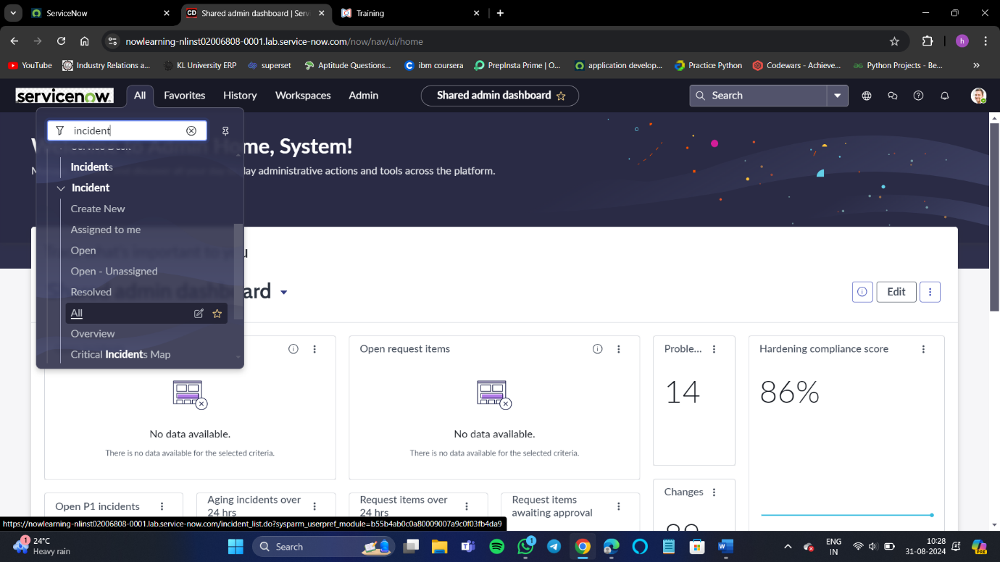 ServiceNow
CD Shared admin dashboard | Serv
Training
nowlearning-nlinst02006808-0001.lab.service-now.com/now/nav/ui/home
h
YouTube
Industry Relations a...
KL University ERP
superset
Aptitude Questions...
ibm coursera
PrepInsta Prime | O...
application develop...
Practice Python
Codewars - Achieve...
Python Projects - Be...
servicenow
All
Favorites
History
Workspaces
Admin
Shared admin dashboard
Search
incident
me, System!
lay administrative actions and tools across the platform.
Service Desk
Incidents
Incident
Create New
Assigned to me
Open
Open - Unassigned
Resolved
All
Overview
Critical Incidents Map
Edit
No data available.
There is no data available for the selected criteria.
Open request items
No data available.
There is no data available for the selected criteria.
Proble...
14
Hardening compliance score
86%
Open P1 incidents
Aging incidents over
24 hrs
Request items over
24 hrs
Request items
awaiting approval
Changes
https://nowlearning-nlinst02006808-0001.lab.service-now.com/incident_list.do?sysparm_userpref_module=b55b4ab0c0a80009007a9c0f03fb4da9
1
24°C
Heavy rain
Search
1
ENG
IN
10:28
31-08-2024
PRE